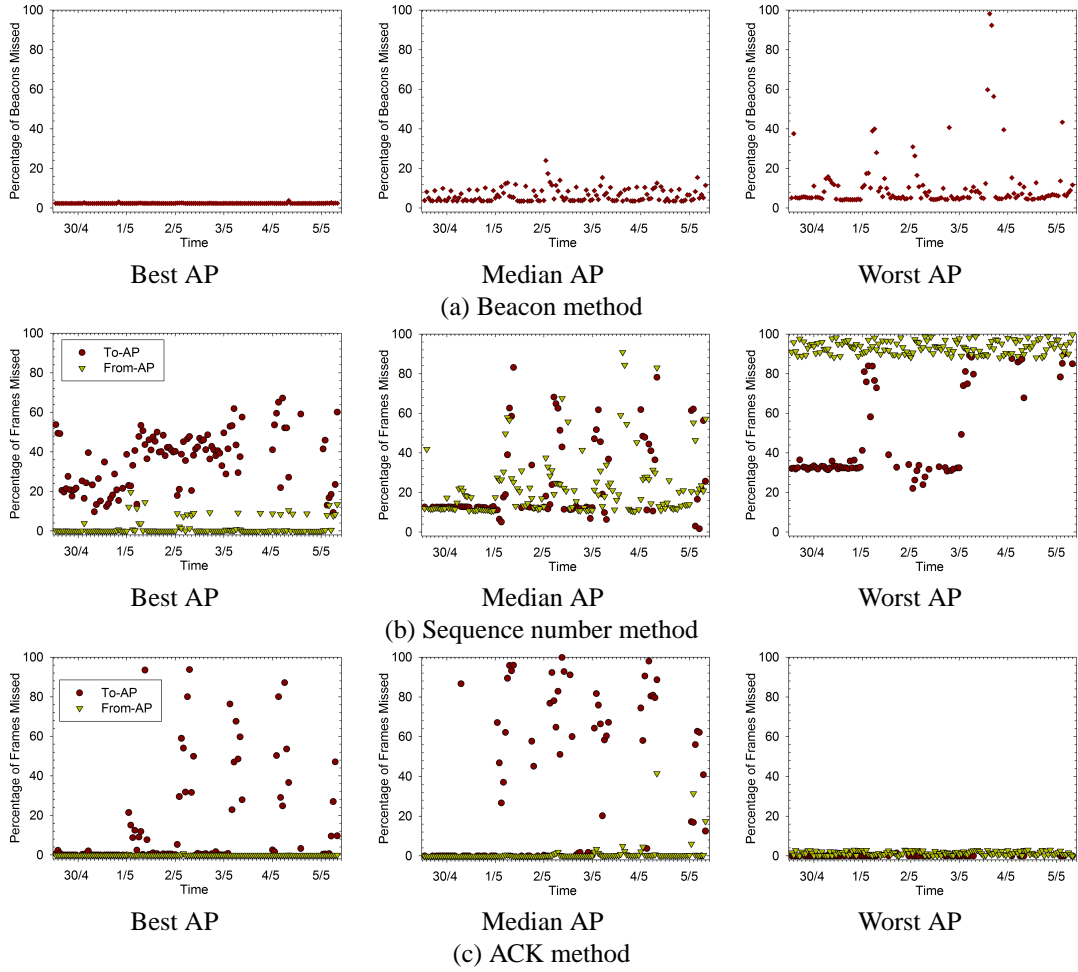 100
80
60
40
20
0
Percentage of Beacons Missed
30/4 1/5 2/5 3/5 4/5 5/5
Time
Best AP
100
80
60
40
20
0
Percentage of Beacons Missed
30/4 1/5 2/5 3/5 4/5 5/5
Time
Median AP
100
80
60
40
20
0
Percentage of Beacons Missed
30/4 1/5 2/5 3/5 4/5 5/5
Time
Worst AP
(a) Beacon method
100
80
60
40
20
0
Percentage of Frames Missed
To-AP
From-AP
30/4 1/5 2/5 3/5 4/5 5/5
Time
Best AP
100
80
60
40
20
0
Percentage of Frames Missed
30/4 1/5 2/5 3/5 4/5 5/5
Time
Median AP
100
80
60
40
20
0
Percentage of Frames Missed
30/4 1/5 2/5 3/5 4/5 5/5
Time
Worst AP
(b) Sequence number method
100
80
60
40
20
0
Percentage of Frames Missed
To-AP
From-AP
30/4 1/5 2/5 3/5 4/5 5/5
Time
Best AP
100
80
60
40
20
0
Percentage of Frames Missed
30/4 1/5 2/5 3/5 4/5 5/5
Time
Median AP
100
80
60
40
20
0
Percentage of Frames Missed
30/4 1/5 2/5 3/5 4/5 5/5
Time
Worst AP
(c) ACK method